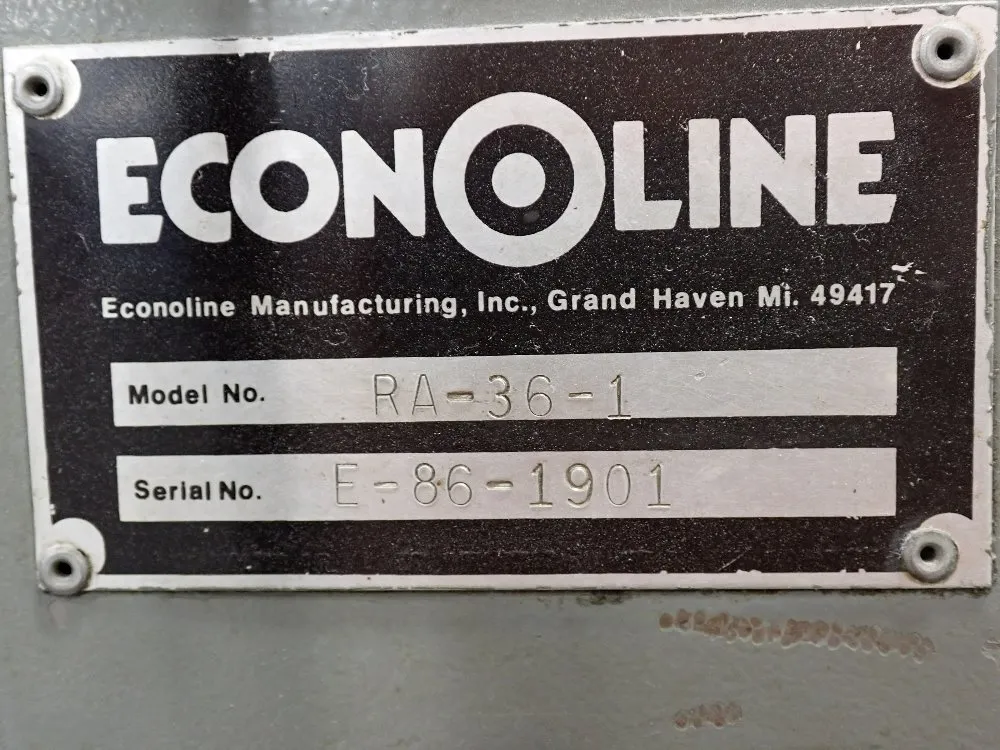 ECONOLINE
Econoline Manufacturing, Inc., Grand Haven Mi. 49417
Model No. RA-36-1
Serial No. E-86-1901